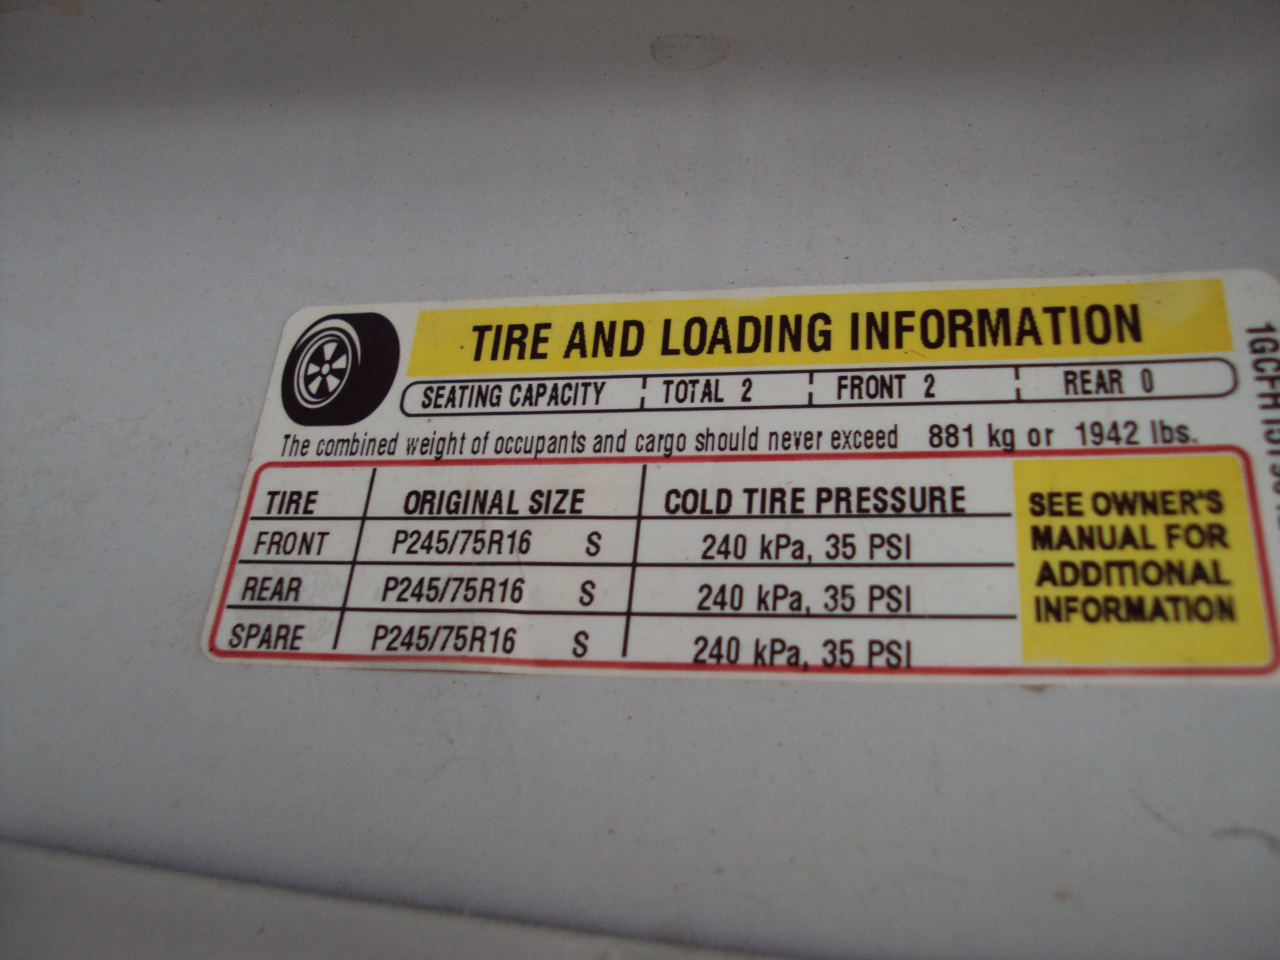 TIRE AND LOADING INFORMATION
SEATING CAPACITY TOTAL 2 FRONT 2 REAR 0
The combined weight of occupants and cargo should never exceed 881 kg or 1942 lbs.
TIRE ORIGINAL SIZE COLD TIRE PRESSURE
FRONT P245/75R16 S 240 kPa, 35 PSI
REAR P245/75R16 S 240 kPa, 35 PSI
SPARE P245/75R16 S 240 kPa, 35 PSI
SEE OWNER'S
MANUAL FOR
ADDITIONAL
INFORMATION